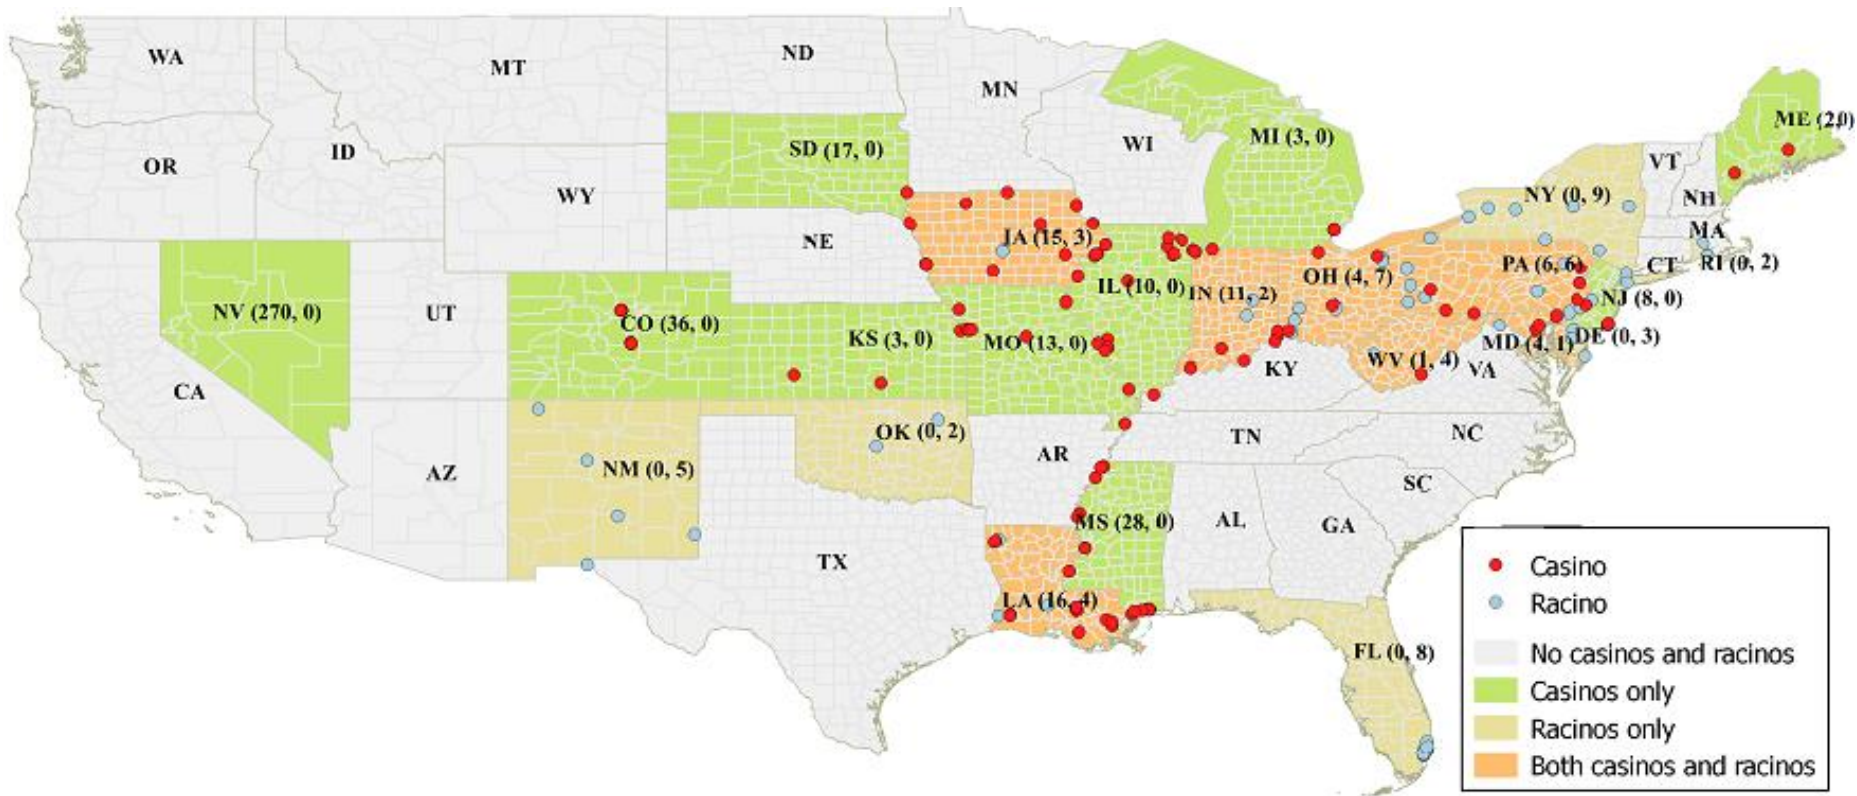 WA
MT
ND
MN
WI
MI (3, 0)
ME (2,0)
VT
NH
OR
ID
SD (17, 0)
WY
NY (0, 9)
MA
NE
IA (15, 3)
IL (10, 0)
IN (11, 2)
OH (4, 7)
PA (6, 6)
CT
RI (0, 2)
NV (270, 0)
UT
CO (36, 0)
KS (3, 0)
MO (13, 0)
NJ (8, 0)
MD (4, 1)
DE (0, 3)
WV (1, 4)
VA
KY
CA
AZ
NM (0, 5)
OK (0, 2)
AR
TN
NC
SC
MS (28, 0)
AL
GA
TX
LA (16, 4)
FL (0, 8)
Casino
Racino
No casinos and racinos
Casinos only
Racinos only
Both casinos and racinos